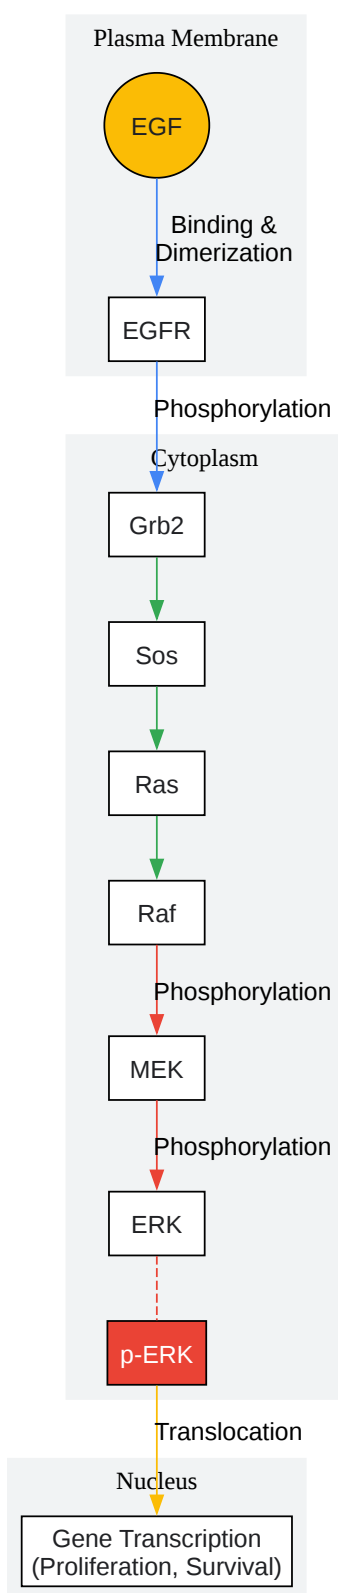 Plasma Membrane
EGF
Binding &
Dimerization
EGFR
Phosphorylation
Cytoplasm
Grb2
Sos
Ras
Raf
Phosphorylation
MEK
Phosphorylation
ERK
p-ERK
Translocation
Nucleus
Gene Transcription
(Proliferation, Survival)